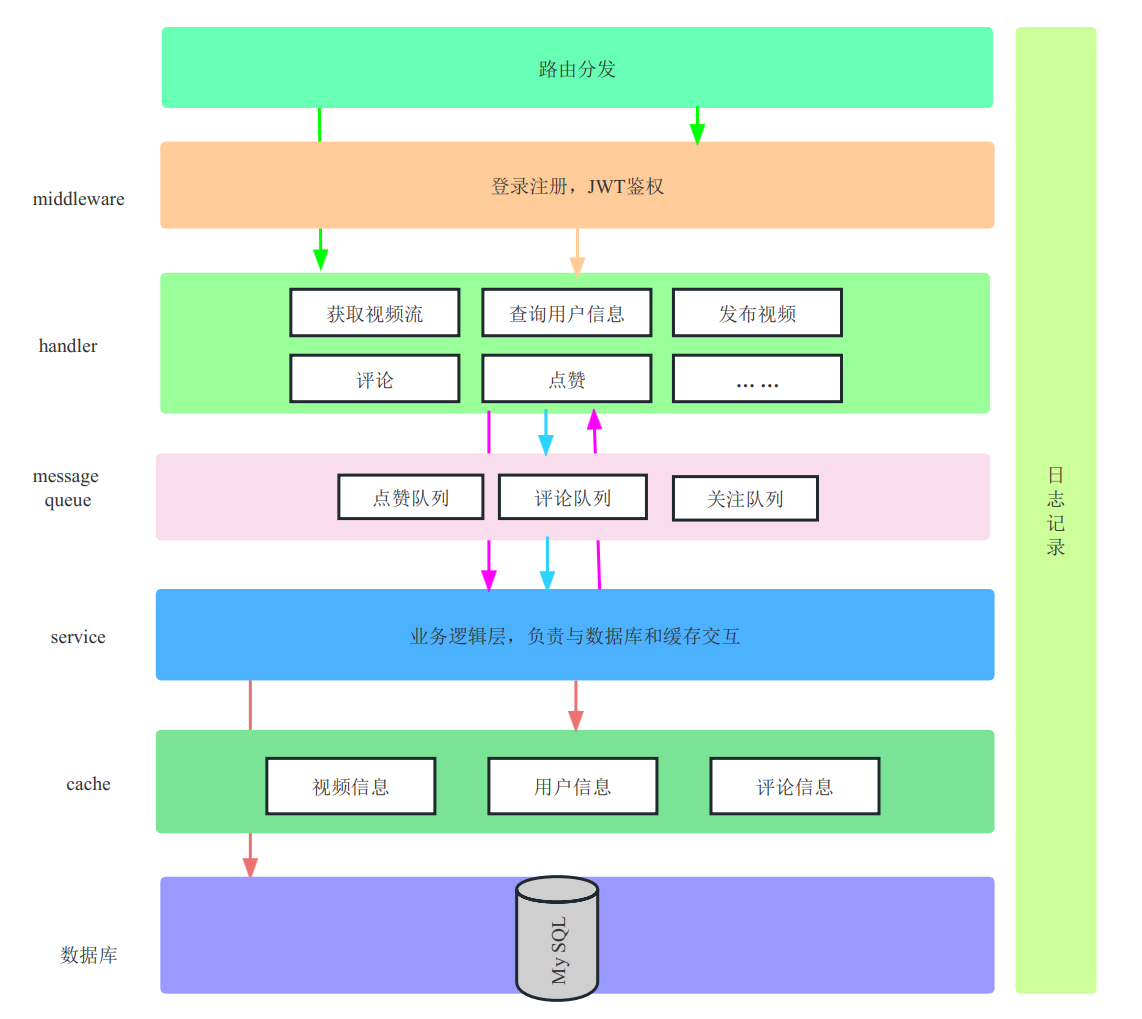 路由分发
middleware
登录注册，JWT鉴权
handler
获取视频流
查询用户信息
发布视频
评论
点赞
... ...
message
queue
点赞队列
评论队列
关注队列
service
业务逻辑层，负责与数据库和缓存交互
cache
视频信息
用户信息
评论信息
数据库
My SQL
日
志
记
录